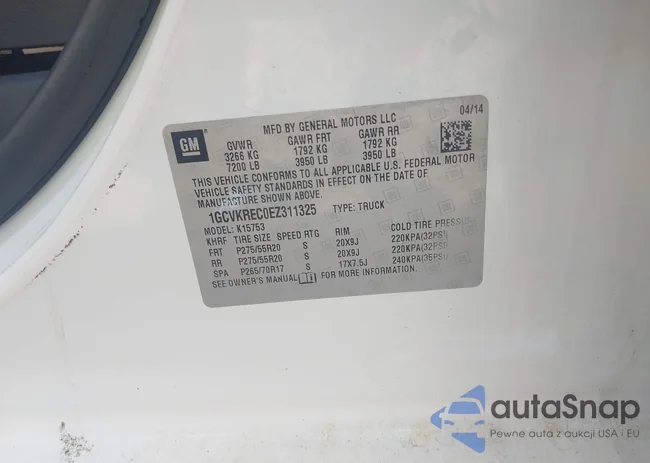 GM
MFD BY GENERAL MOTORS LLC
04/14
GVWR GAWR FRT GAWR RR
3266 KG 1792 KG 1792 KG
7200 LB 3950 LB 3950 LB
THIS VEHICLE CONFORMS TO ALL APPLICABLE U.S. FEDERAL MOTOR
VEHICLE SAFETY STANDARDS IN EFFECT ON THE DATE OF
MANUFACTURE SHOWN ABOVE.
1GCVKREC0EZ311325 TYPE: TRUCK
MODEL: K15753
KHRF TIRE SIZE SPEED RTG RIM COLD TIRE PRESSURE
FRT P275/55R20 S 20X9J 220KPA(32PSI)
RR P275/55R20 S 20X9J 220KPA(32PSI)
SPA P265/70R17 S 17X7.5J 240KPA(35PSI)
SEE OWNER'S MANUAL FOR MORE INFORMATION.
autaSnap
Pewne auta z aukcji USA i EU